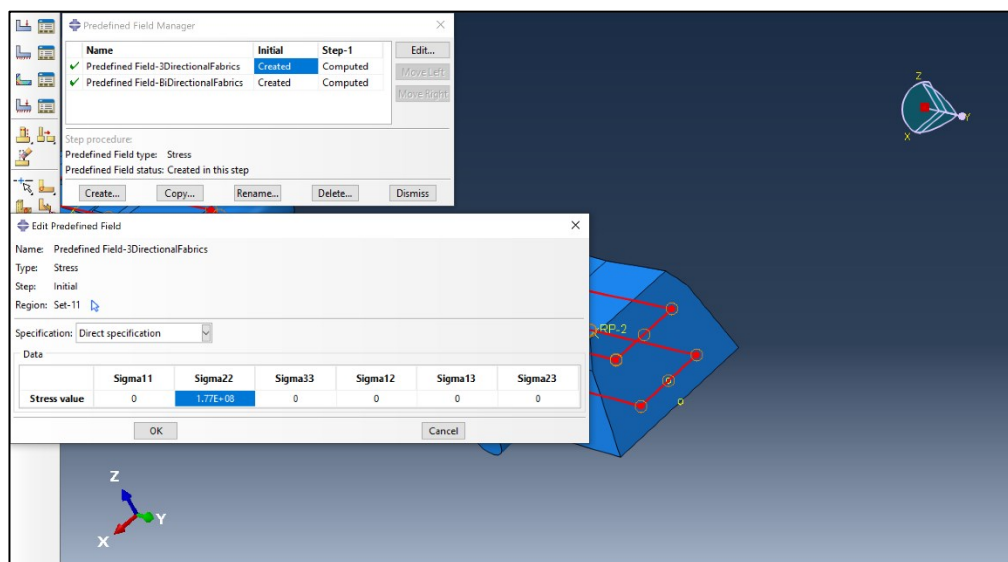 Predefined Field Manager
Name Initial Step-1
Edit...
Predefined Field-3DirectionalFabrics Created Computed
Move Left
Predefined Field-BiDirectionalFabrics Created Computed
Move Right
Step procedure:
Predefined Field type: Stress
Predefined Field status: Created in this step
Create... Copy... Rename... Delete... Dismiss
Edit Predefined Field
Name: Predefined Field-3DirectionalFabrics
Type: Stress
Step: Initial
Region: Set-11
Specification: Direct specification
Data
Sigma11 Sigma22 Sigma33 Sigma12 Sigma13 Sigma23
Stress value 0 1.77E+08 0 0 0 0
OK Cancel
Z
Y
X
RP-2
Z
Y
X